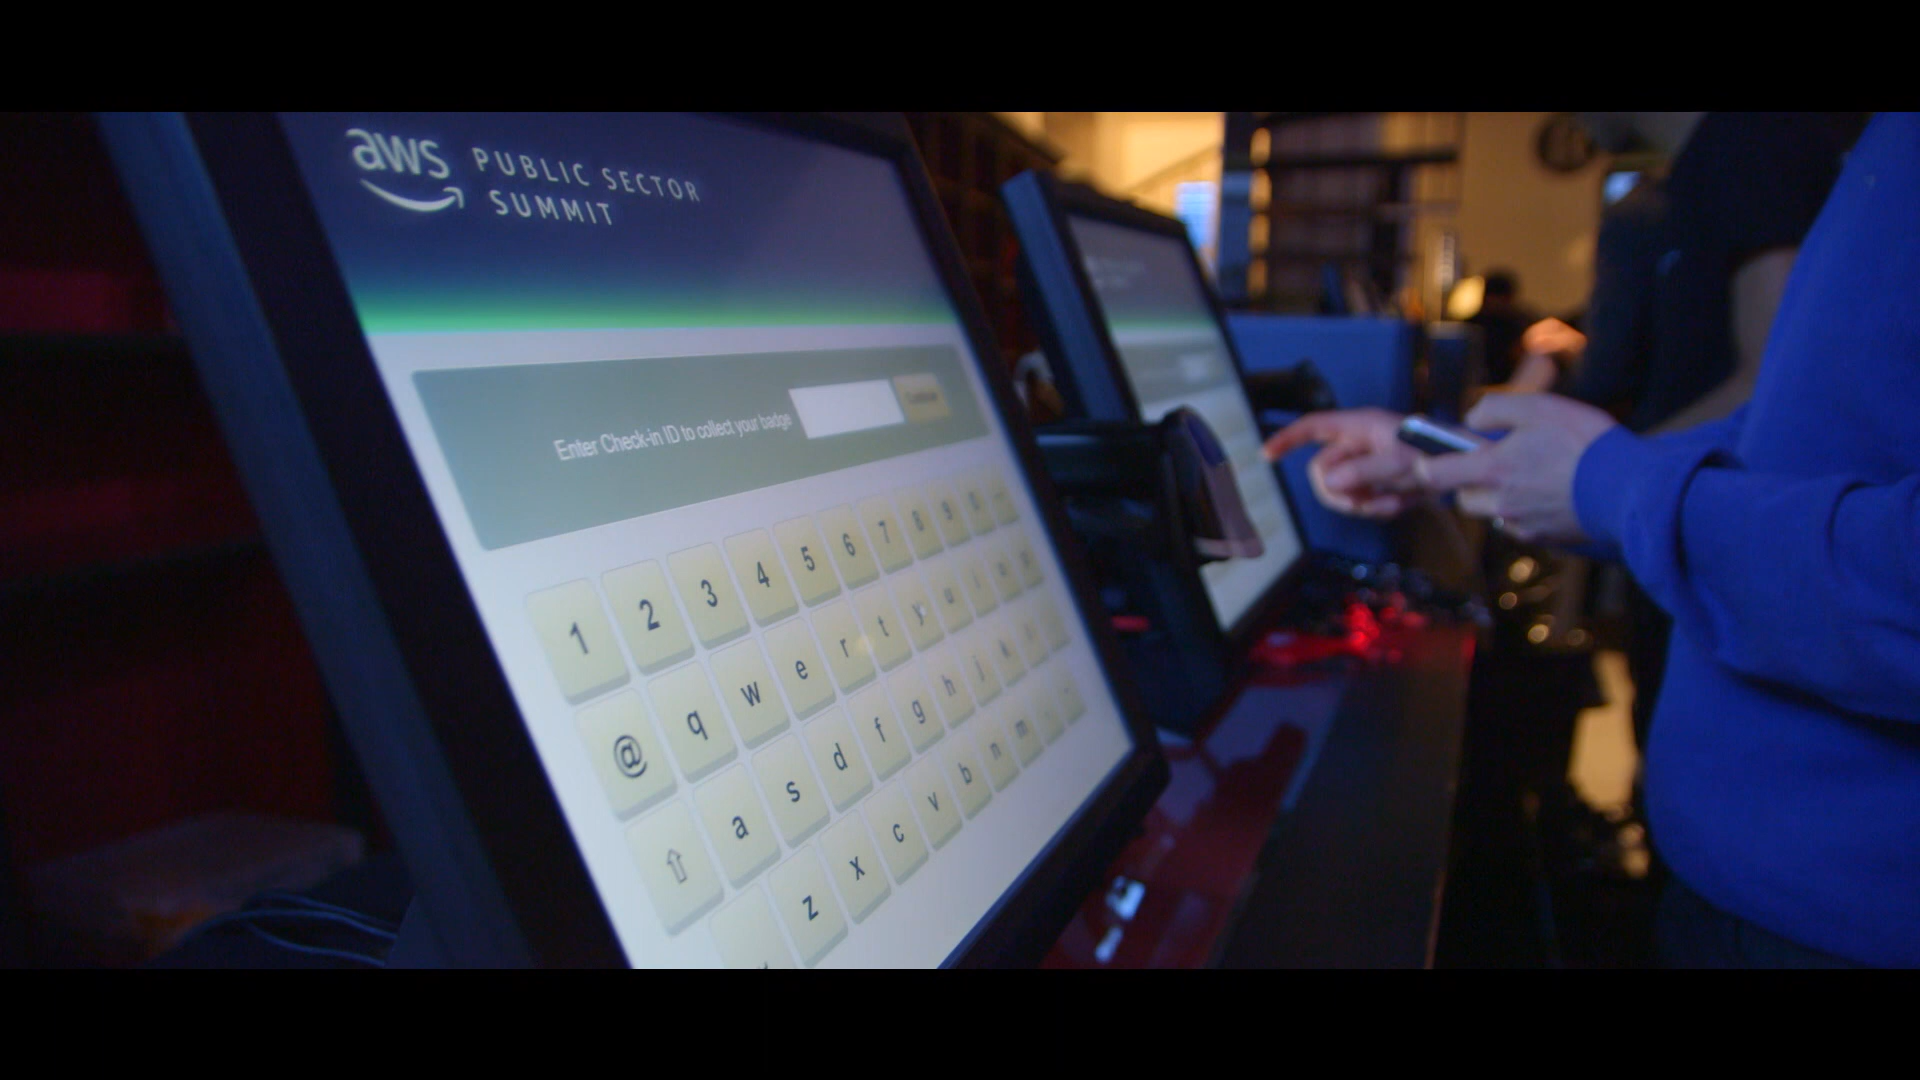 aws PUBLIC SECTOR
SUMMIT
Enter Check-in ID to collect your badge
1 2 3 4 5 6 7 8 9
@ q w e r t y u i o
a s d f g h j k
z x c v b n m